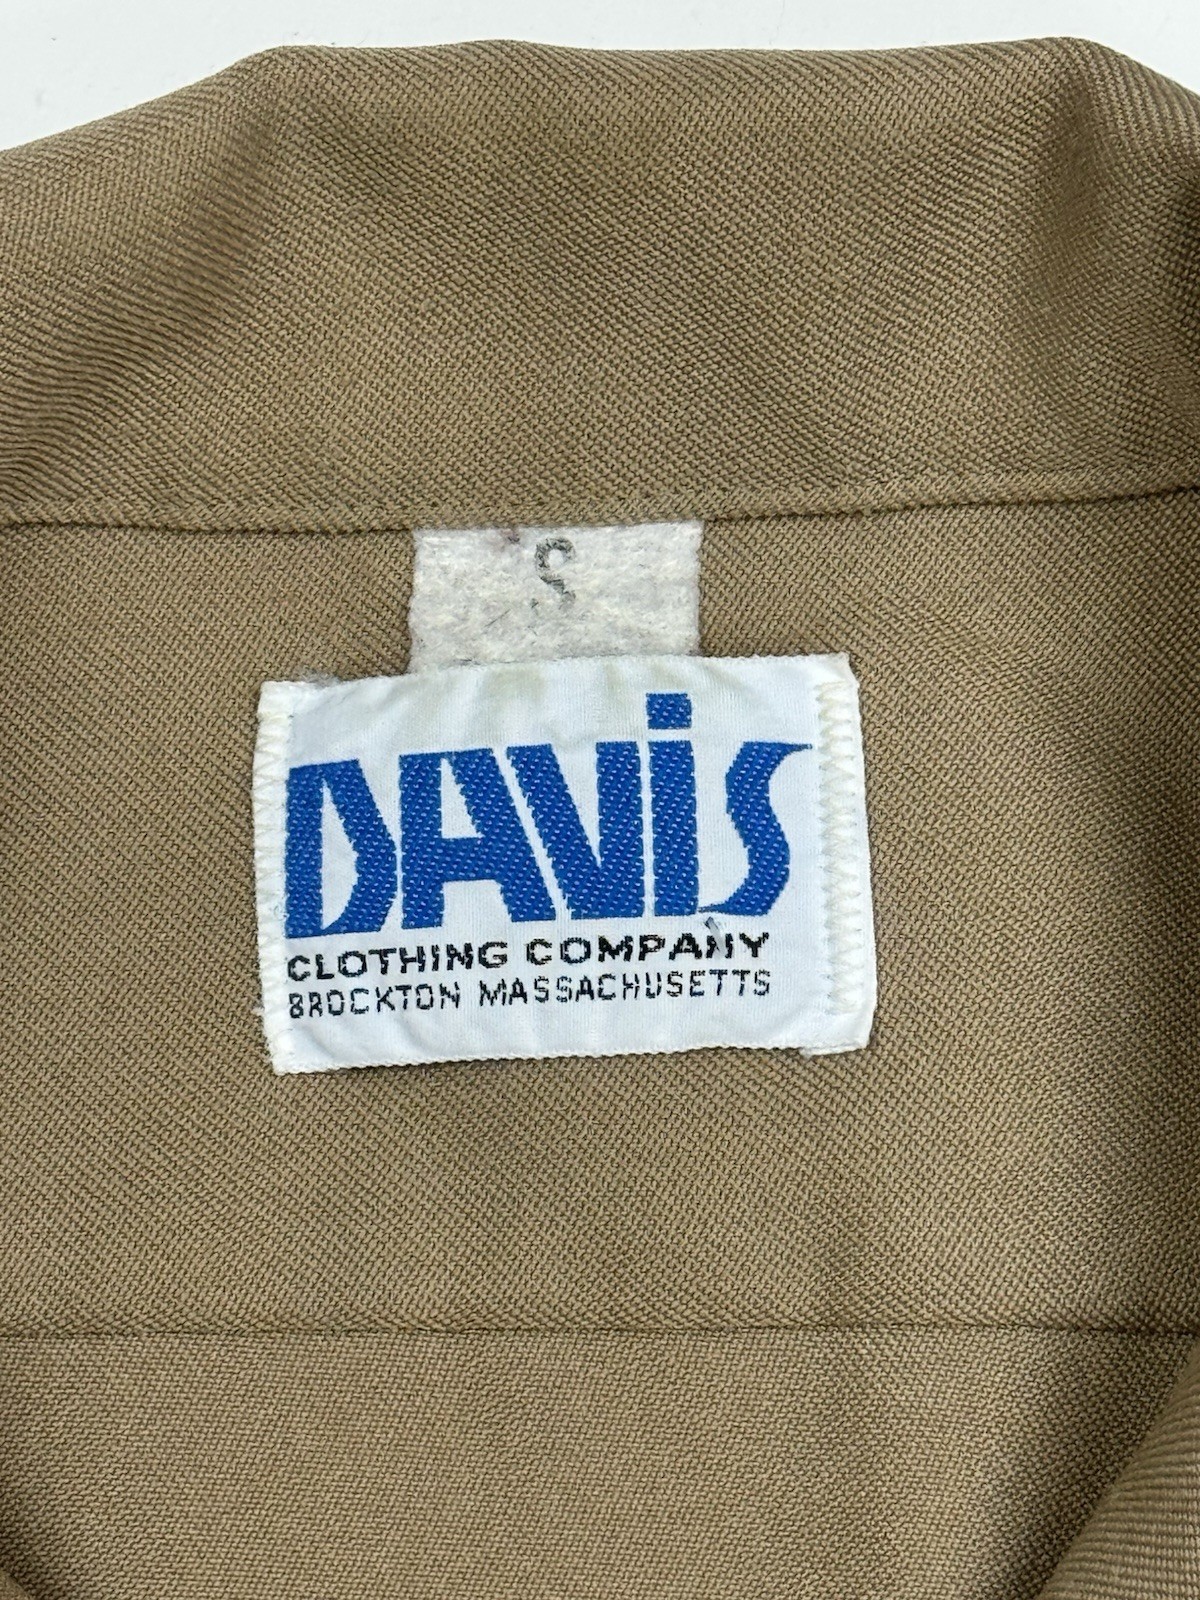 S
DAViS
CLOTHING COMPANY
BROCKTON MASSACHUSETTS